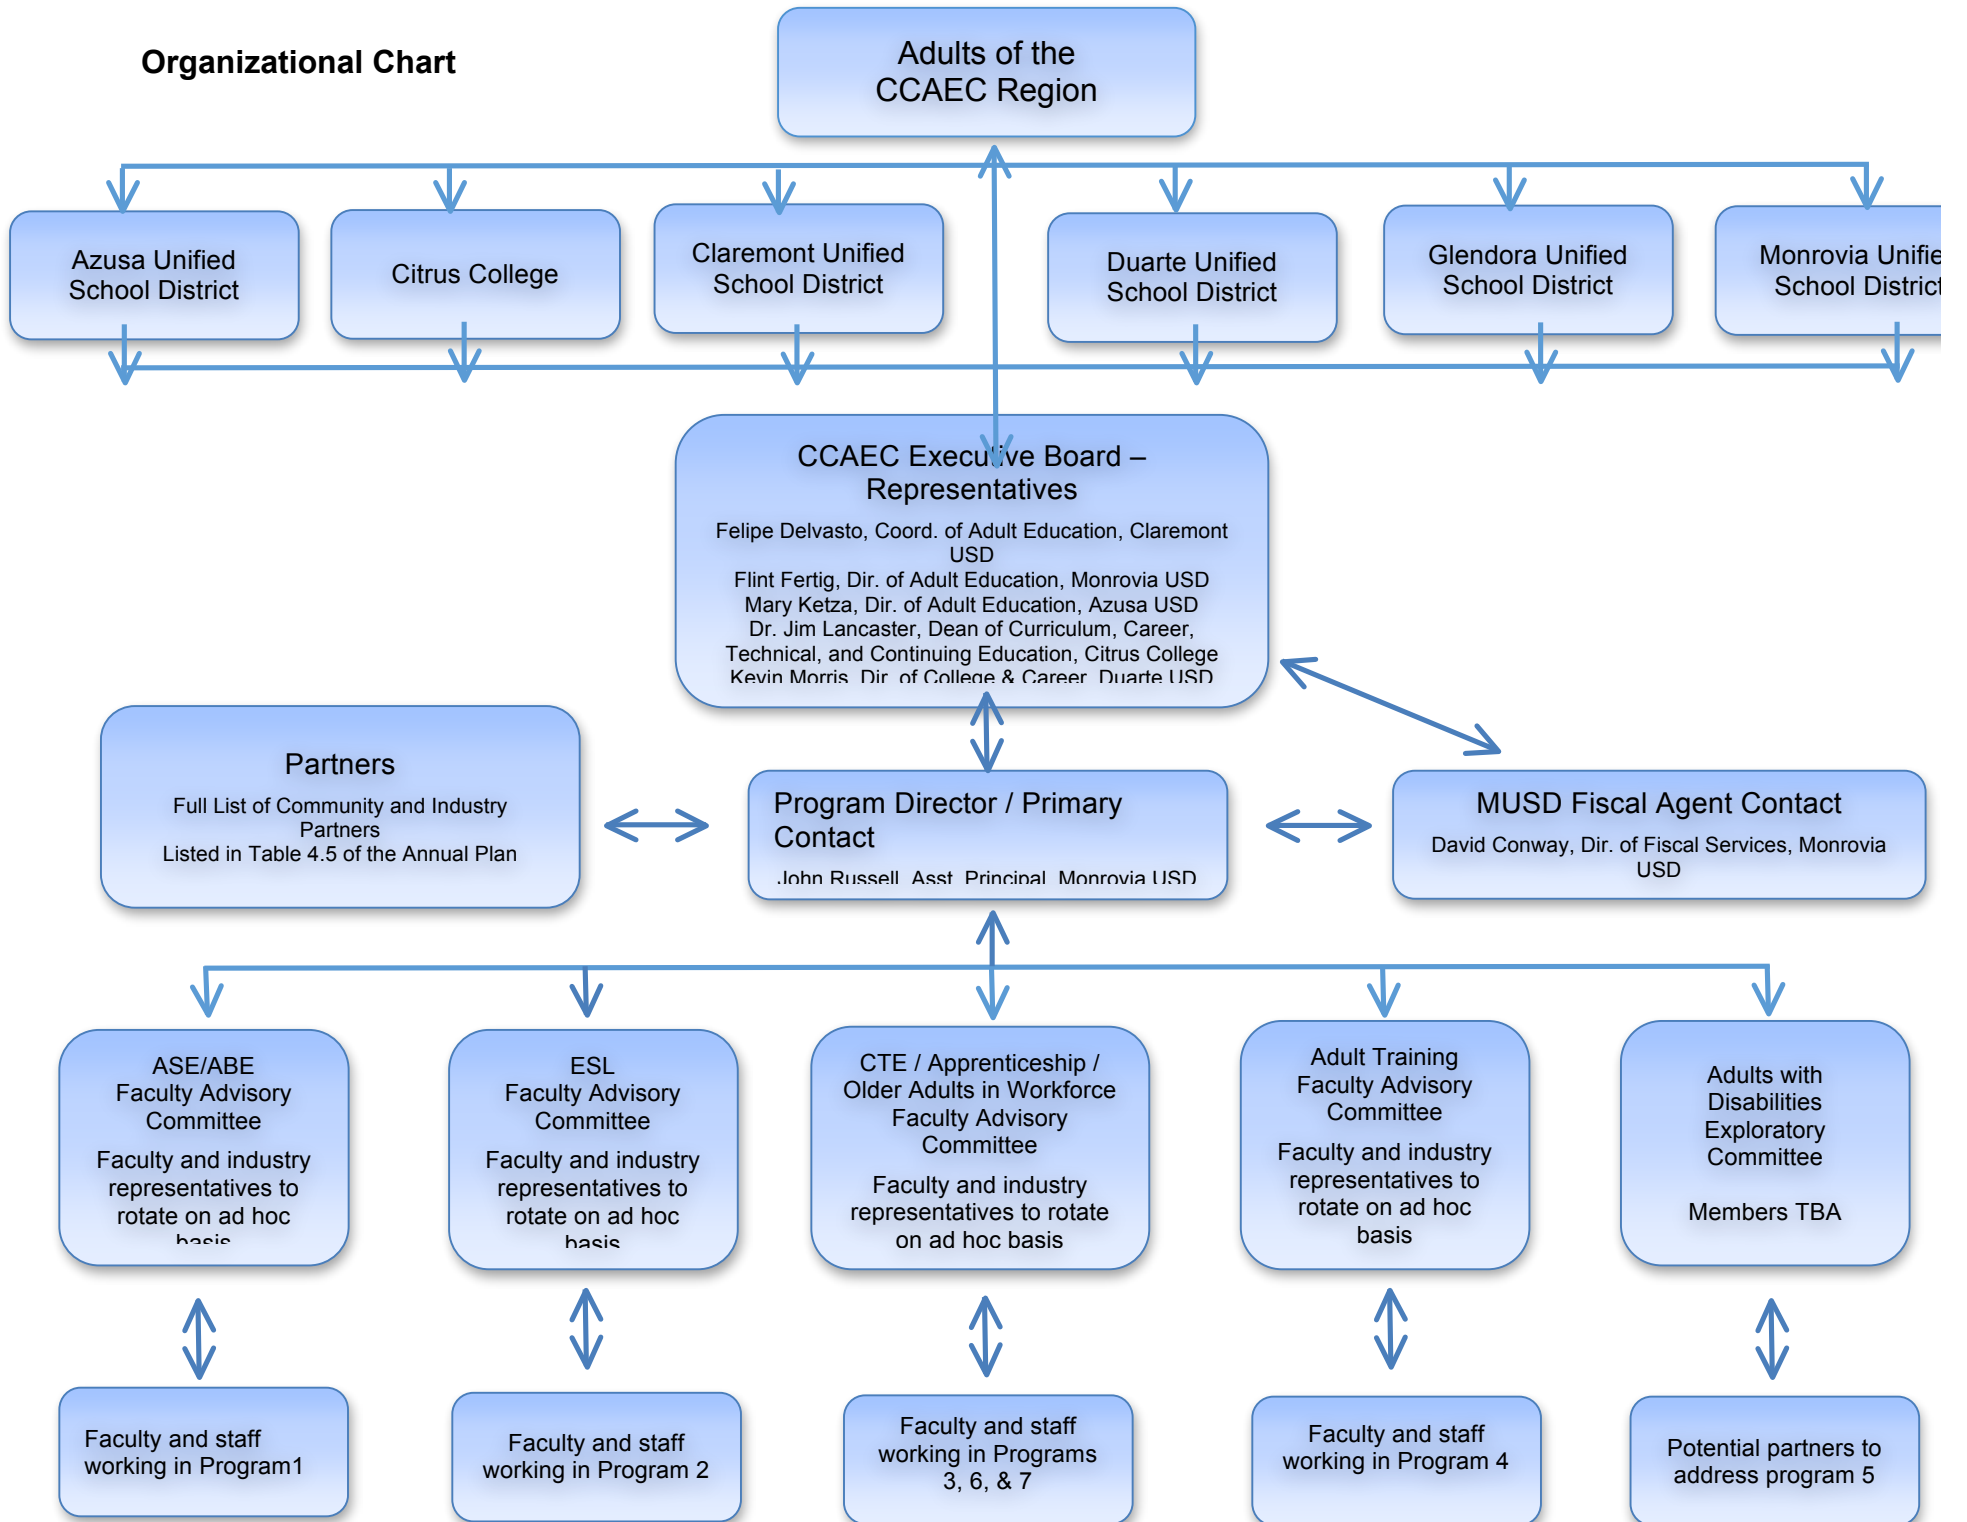 Organizational Chart
Adults of the
CCAEC Region
Azusa Unified
School District
Citrus College
Claremont Unified
School District
Duarte Unified
School District
Glendora Unified
School District
Monrovia Unifie
School District
CCAEC Executive Board –
Representatives
Felipe Delvasto, Coord. of Adult Education, Claremont
USD
Flint Fertig, Dir. of Adult Education, Monrovia USD
Mary Ketza, Dir. of Adult Education, Azusa USD
Dr. Jim Lancaster, Dean of Curriculum, Career,
Technical, and Continuing Education, Citrus College
Kevin Morris, Dir. of College & Career, Duarte USD
Partners
Full List of Community and Industry
Partners
Listed in Table 4.5 of the Annual Plan
Program Director / Primary
Contact
John Russell, Asst. Principal, Monrovia USD
MUSD Fiscal Agent Contact
David Conway, Dir. of Fiscal Services, Monrovia
USD
ASE/ABE
Faculty Advisory
Committee
Faculty and industry
representatives to
rotate on ad hoc
basis
ESL
Faculty Advisory
Committee
Faculty and industry
representatives to
rotate on ad hoc
basis
CTE / Apprenticeship /
Older Adults in Workforce
Faculty Advisory
Committee
Faculty and industry
representatives to rotate
on ad hoc basis
Adult Training
Faculty Advisory
Committee
Faculty and industry
representatives to
rotate on ad hoc
basis
Adults with
Disabilities
Exploratory
Committee
Members TBA
Faculty and staff
working in Program1
Faculty and staff
working in Program 2
Faculty and staff
working in Programs
3, 6, & 7
Faculty and staff
working in Program 4
Potential partners to
address program 5